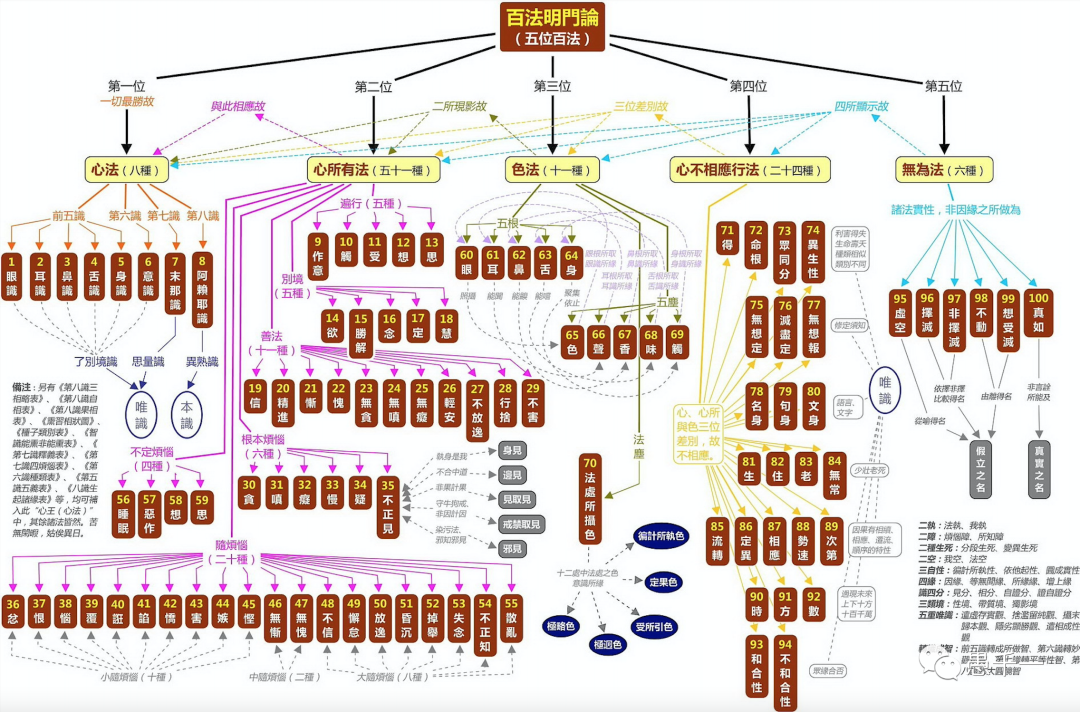 百法明門論
（五位百法）
第一位
第二位
第三位
第四位
第五位
一切最勝故
與此相應故
二所現影故
三位差別故
四所顯示故
心法（八種）
心所有法（五十一種）
色法（十一種）
心不相應行法（二十四種）
無為法（六種）
前五識
第六識
第七識
第八識
1 眼識
2 耳識
3 鼻識
4 舌識
5 身識
6 意識
7 末那識
8 阿賴耶識
了別境識
思量識
異熟識
唯識
本識
備注：另有《第八識三
相略表》、《第八識自
相表》、《第八識果相
表》、《熏習相狀圖》、
《種子類別表》、《智
識能熏非能熏表》、《
第七識釋義表》、《第
七識四煩惱表》、《第
六識種類表》、《第五
識五義表》、《八識生
起諸緣表》等，均可補
入此“心王（心法）”
中，其餘諸法皆然。苦
無閑暇，姑俟異日。
遍行（五種）
9 作意
10 觸
11 受
12 想
13 思
別境
（五種）
14 欲
15 勝解
16 念
17 定
18 慧
善法
（十一種）
19 信
20 精進
21 慚
22 愧
23 無貪
24 無嗔
25 無癡
26 輕安
27 不放逸
28 行捨
29 不害
根本煩惱
（六種）
30 貪
31 嗔
32 癡
33 慢
34 疑
35 不正見
執身是我
身見
不合中道
邊見
非果計果
見取見
守牛狗戒，
非因計因
戒禁取見
染污法、
邪知邪見
邪見
不定煩惱
（四種）
56 睡眠
57 惡作
58 想
59 思
隨煩惱
（二十種）
36 忿
37 恨
38 惱
39 覆
40 誑
41 諂
42 憍
43 害
44 嫉
45 慳
46 無慚
47 無愧
48 不信
49 懈怠
50 放逸
51 昏沉
52 掉舉
53 失念
54 不正知
55 散亂
小隨煩惱（十種）
中隨煩惱（二種）
大隨煩惱（八種）
五根
60 眼
61 耳
62 鼻
63 舌
64 身
照攝
能聞
能嗅
能嚐
聚集
依止
眼根所取
眼識所緣
耳根所取
耳識所緣
鼻根所取
鼻識所緣
舌根所取
舌識所緣
身根所取
身識所緣
五塵
65 色
66 聲
67 香
68 味
69 觸
法塵
70 法處所攝色
十二處中法處之色
意識所緣
徧計所執色
定果色
受所引色
極迥色
極略色
71 得
72 命根
73 眾同分
74 異生性
75 無想定
76 滅盡定
77 無想報
78 名身
79 句身
80 文身
心、心所
與色三位
差別，故
不相應。
81 生
82 住
83 老
84 無常
85 流轉
86 定異
87 相應
88 勢速
89 次第
90 時
91 方
92 數
93 和合性
94 不和合性
利害得失
生命壽夭
種類相似
類別不同
修定須知
語言，
文字
少壯老死
因果有相續、
相應、遷流、
順序的特性
過現未來
上下十方
十百千萬
眾緣合否
唯識
諸法實性，非因緣之所做為
95 虛空
96 擇滅
97 非擇滅
98 不動
99 想受滅
100 真如
從喻得名
依擇非擇
比較得名
由離得名
非言詮
所能及
假立之名
真實之名
二執：法執、我執
二障：煩惱障、所知障
二種生死：分段生死、變異生死
二空：我空、法空
三自性：徧計所執性、依他起性、圓成實性
四緣：因緣、等無間緣、所緣緣、增上緣
識四分：見分、相分、自證分、證自證分
三類境：性境、帶質境、獨影境
五重唯識：遣虛存實觀、捨濫留純觀、攝末
歸本觀、隱劣顯勝觀、遣相成性
觀
智：前五識轉成所做智、第六識轉妙
識轉平等性智、第
大圓鏡智